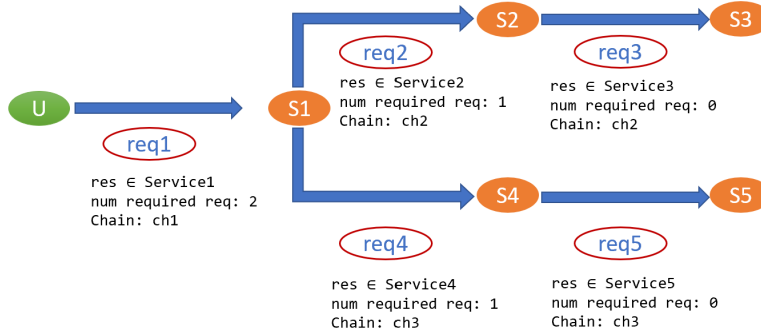 U
req1
res ∈ Service1
num required req: 2
Chain: ch1
S1
req2
res ∈ Service2
num required req: 1
Chain: ch2
S2
req3
res ∈ Service3
num required req: 0
Chain: ch2
S3
req4
res ∈ Service4
num required req: 1
Chain: ch3
S4
req5
res ∈ Service5
num required req: 0
Chain: ch3
S5